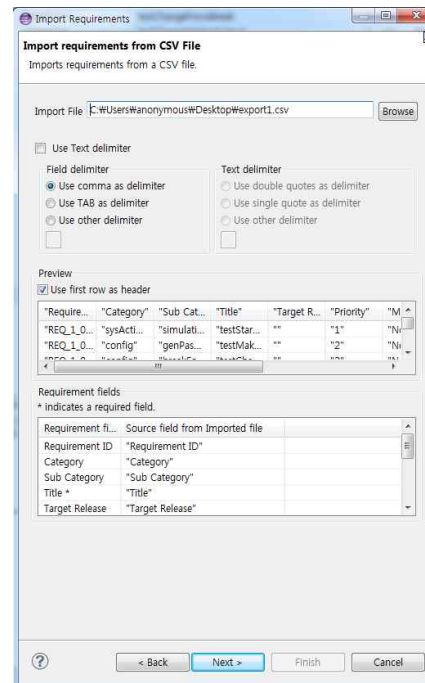 Import Requirements
Import requirements from CSV File
Imports requirements from a CSV file.
Import File C:₩Users₩anonymous₩Desktop₩export1.csv Browse
Use Text delimiter
Field delimiter Text delimiter
Use comma as delimiter Use double quotes as delimiter
Use TAB as delimiter Use single quote as delimiter
Use other delimiter Use other delimiter
Preview
Use first row as header
"Require... "Category" "Sub Cat... "Title" "Target R... "Priority" "M
"REQ_1_0... "sysActi... "simulati... "testStar... "" "1" "No
"REQ_1_0... "config" "genPas... "testMak... "" "2" "No
Requirement fields
* indicates a required field.
Requirement fi... Source field from Imported file
Requirement ID "Requirement ID"
Category "Category"
Sub Category "Sub Category"
Title * "Title"
Target Release "Target Release"
? < Back Next > Finish Cancel